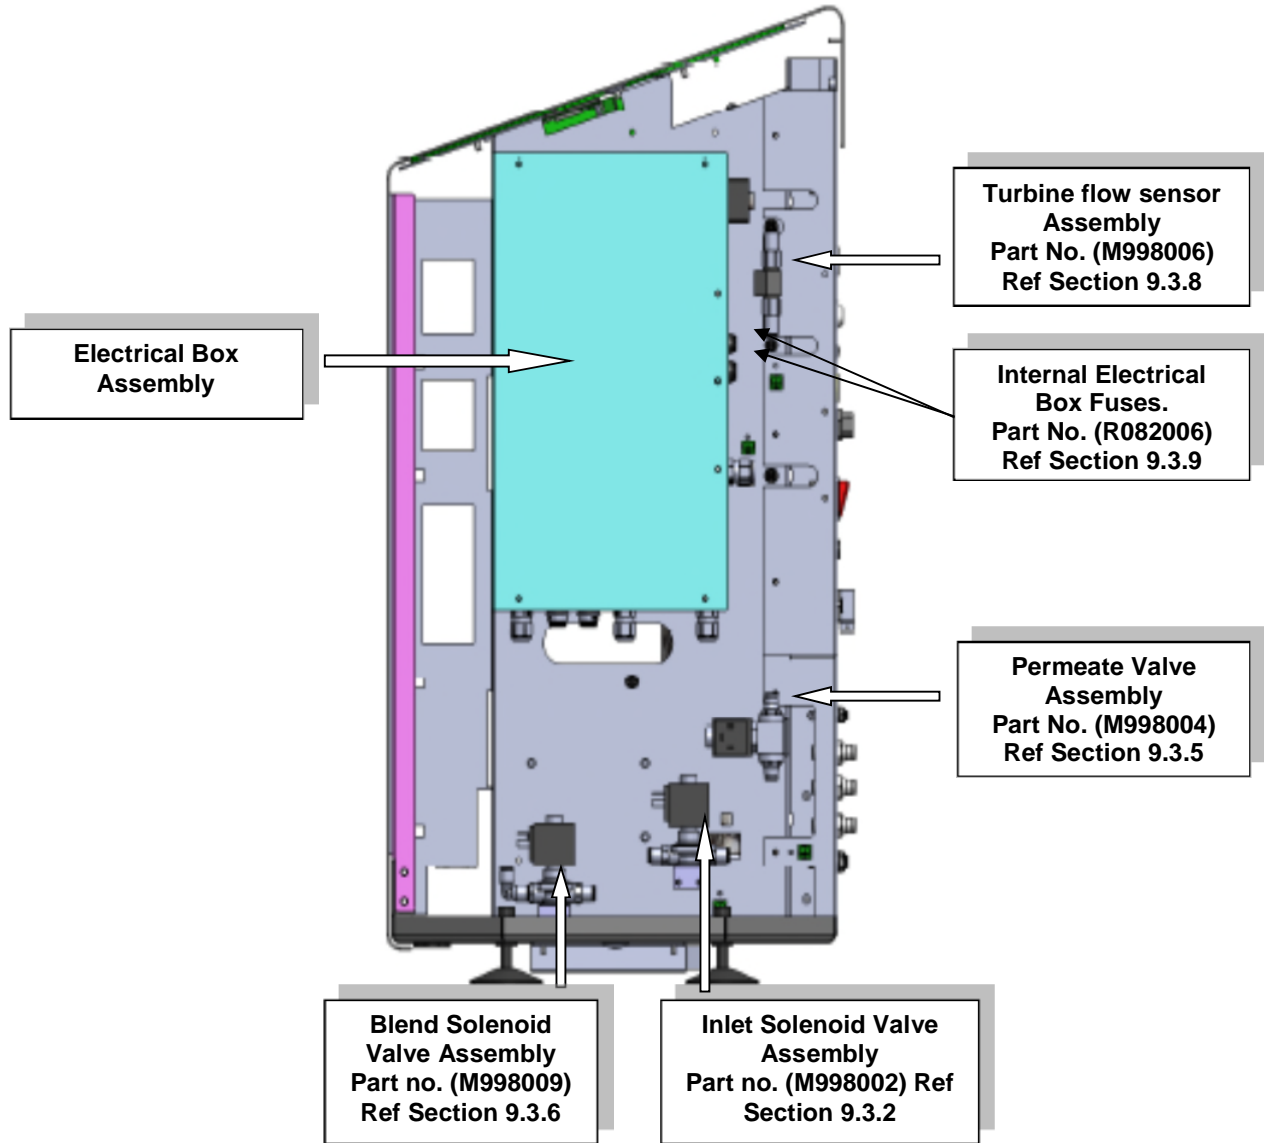 Turbine flow sensor
Assembly
Part No. (M998006)
Ref Section 9.3.8
Electrical Box
Assembly
Internal Electrical
Box Fuses.
Part No. (R082006)
Ref Section 9.3.9
Permeate Valve
Assembly
Part No. (M998004)
Ref Section 9.3.5
Blend Solenoid
Valve Assembly
Part no. (M998009)
Ref Section 9.3.6
Inlet Solenoid Valve
Assembly
Part no. (M998002) Ref
Section 9.3.2